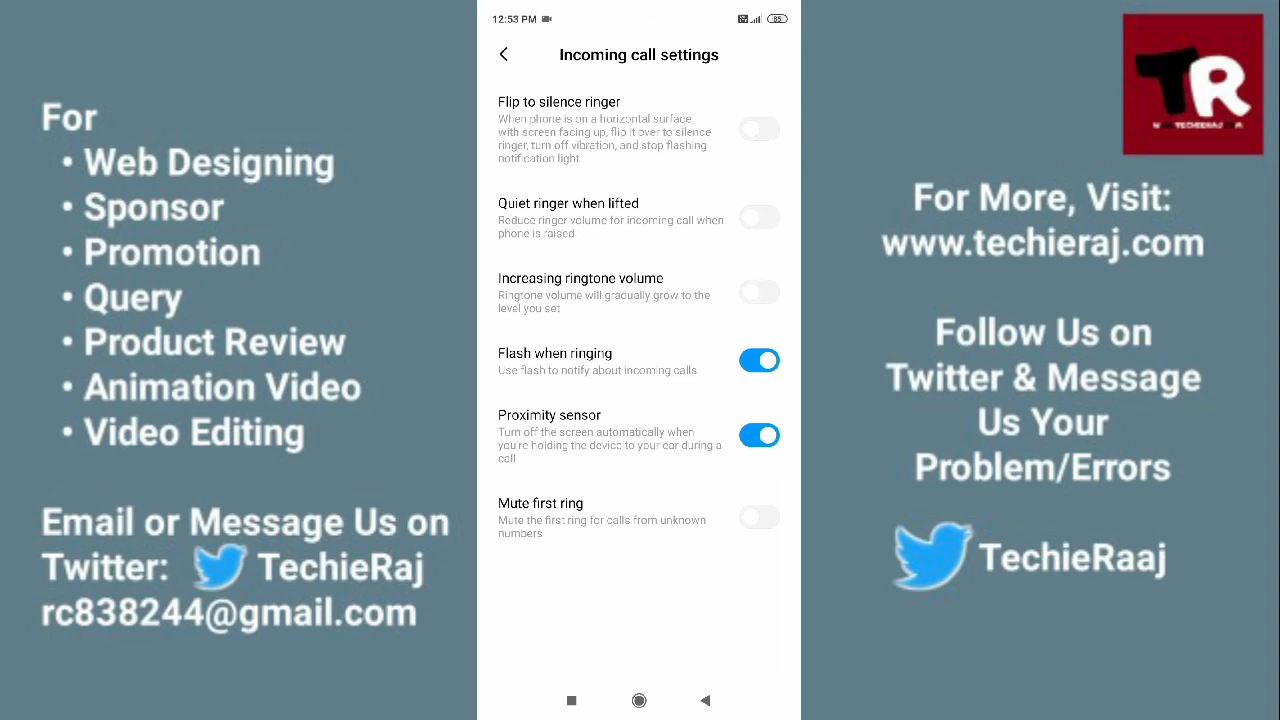 For
• Web Designing
• Sponsor
• Promotion
• Query
• Product Review
• Animation Video
• Video Editing
Email or Message Us on
Twitter: TechieRaj
rc838244@gmail.com
12:53 PM
85
Incoming call settings
Flip to silence ringer
When phone is on a horizontal surface
with screen facing up, flip it over to silence
ringer, turn off vibration, and stop flashing
notification light.
Quiet ringer when lifted
Reduce ringer volume for incoming call when
phone is raised
Increasing ringtone volume
Ringtone volume will gradually grow to the
level you set
Flash when ringing
Use flash to notify about incoming calls
Proximity sensor
Turn off the screen automatically when
you're holding the device to your ear during a
call
Mute first ring
Mute the first ring for calls from unknown
numbers
TR
For More, Visit:
www.techieraj.com
Follow Us on
Twitter & Message
Us Your
Problem/Errors
TechieRaaj